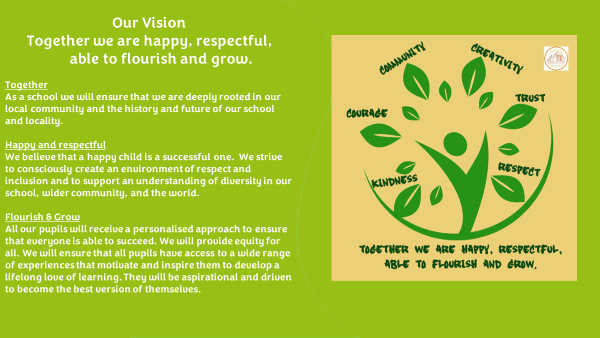 Our Vision
Together we are happy, respectful,
able to flourish and grow.
Together
As a school we will ensure that we are deeply rooted in our
local community and the history and future of our school
and locality.
Happy and respectful
We believe that a happy child is a successful one. We strive
to consciously create an environment of respect and
inclusion and to support an understanding of diversity in our
school, wider community, and the world.
Flourish & Grow
All our pupils will receive a personalised approach to ensure
that everyone is able to succeed. We will provide equity for
all. We will ensure that all pupils have access to a wide range
of experiences that motivate and inspire them to develop a
lifelong love of learning. They will be aspirational and driven
to become the best version of themselves.
COMMUNITY
CREATIVITY
COURAGE
TRUST
KINDNESS
RESPECT
TOGETHER WE ARE HAPPY, RESPECTFUL,
ABLE TO FLOURISH AND GROW.